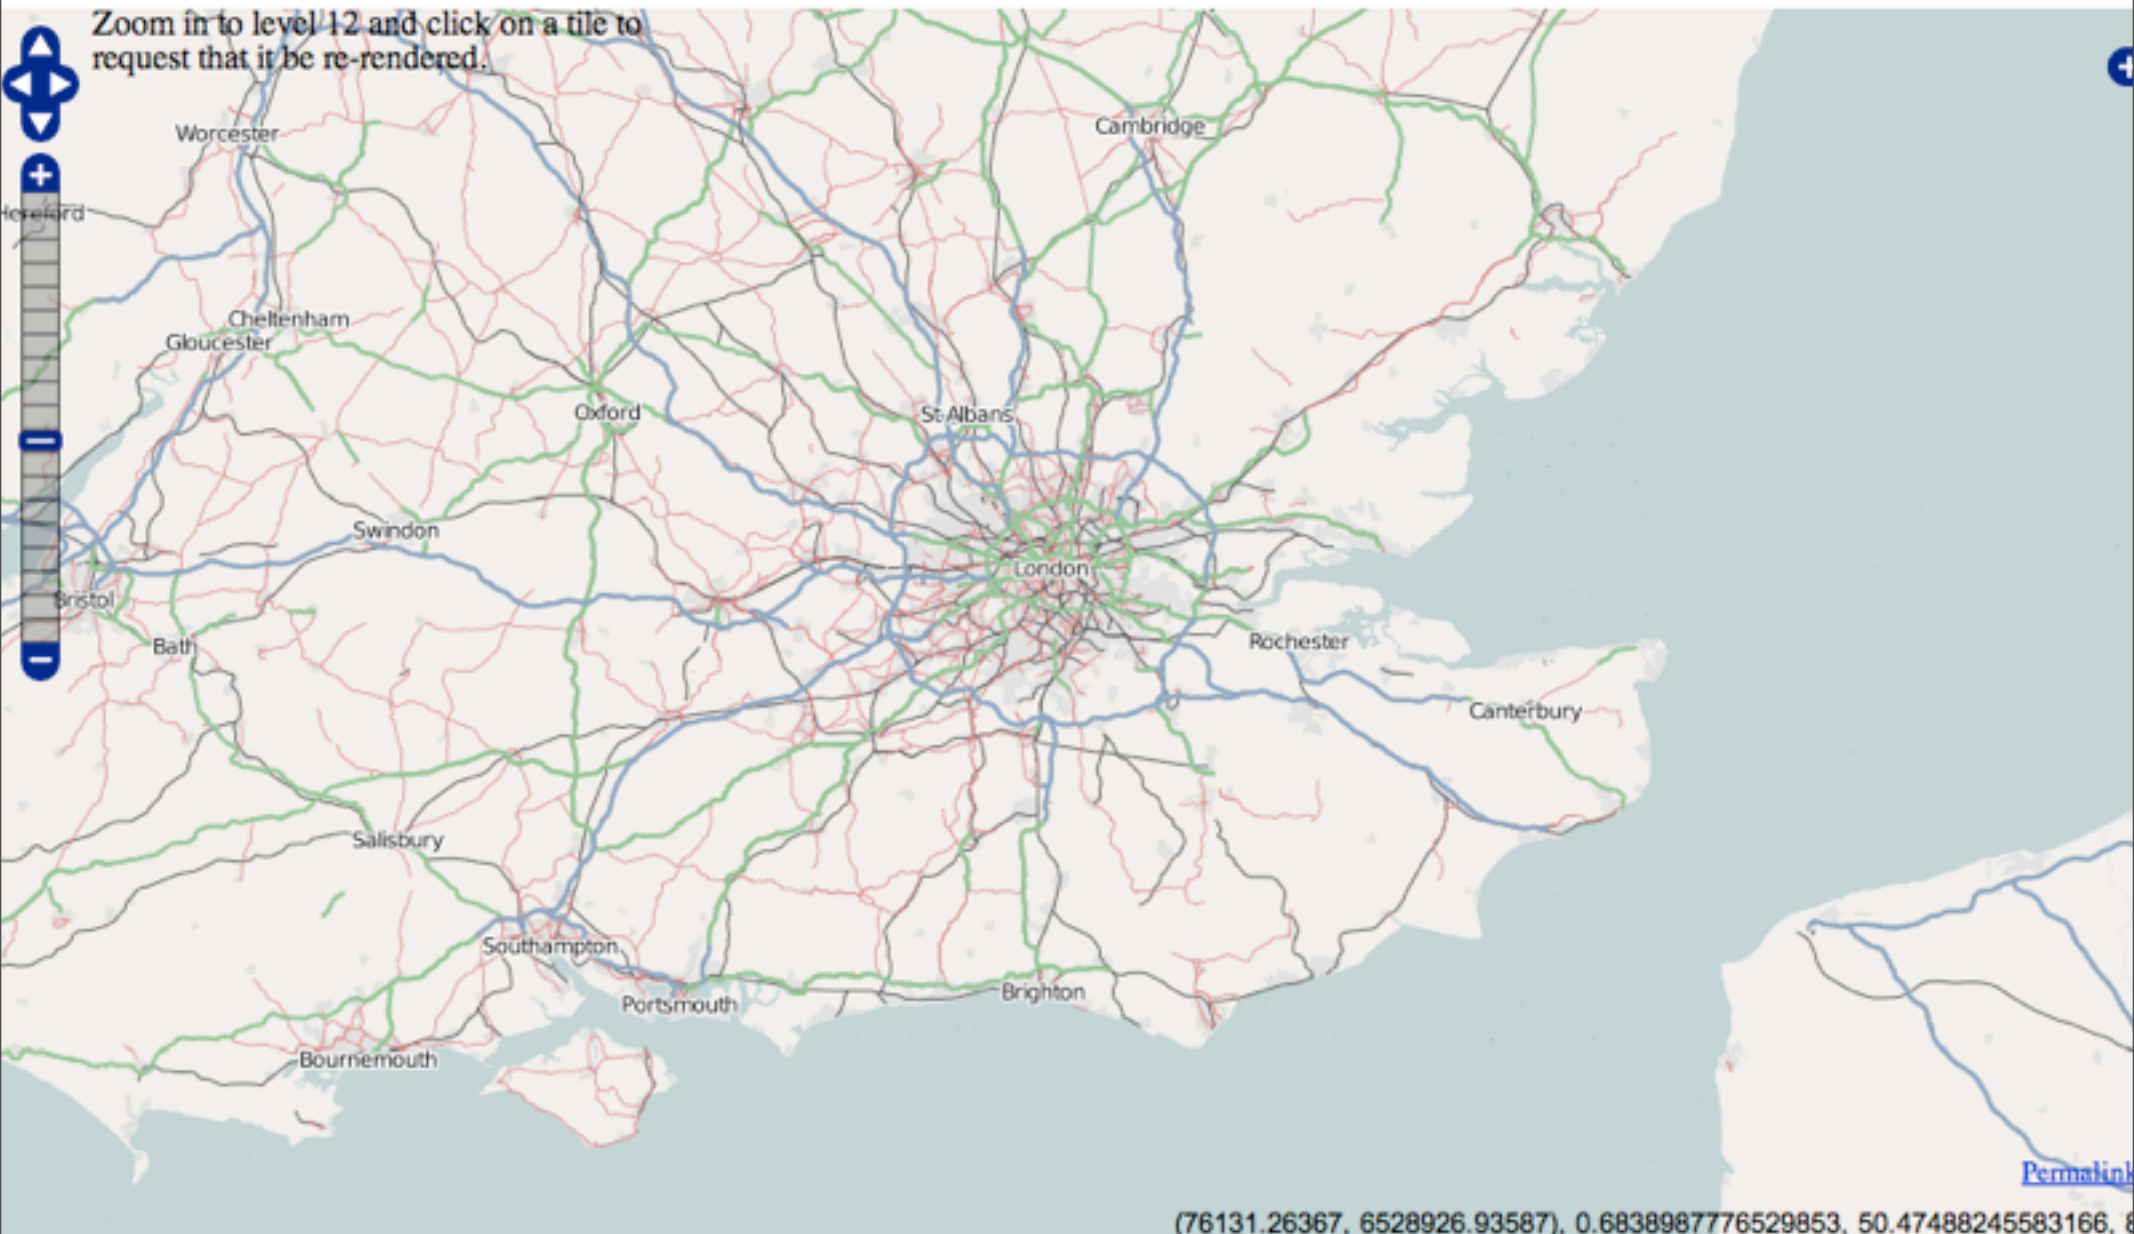 Zoom in to level 12 and click on a tile to
request that it be re-rendered.
Worcester
Cambridge
Hereford
Cheltenham
Gloucester
Oxford
St Albans
Swindon
London
Bristol
Rochester
Bath
Canterbury
Salisbury
Southampton
Brighton
Portsmouth
Bournemouth
Permalink
(76131.26367, 6528926.93587), 0.6838987776529853, 50.474882455583166, 8